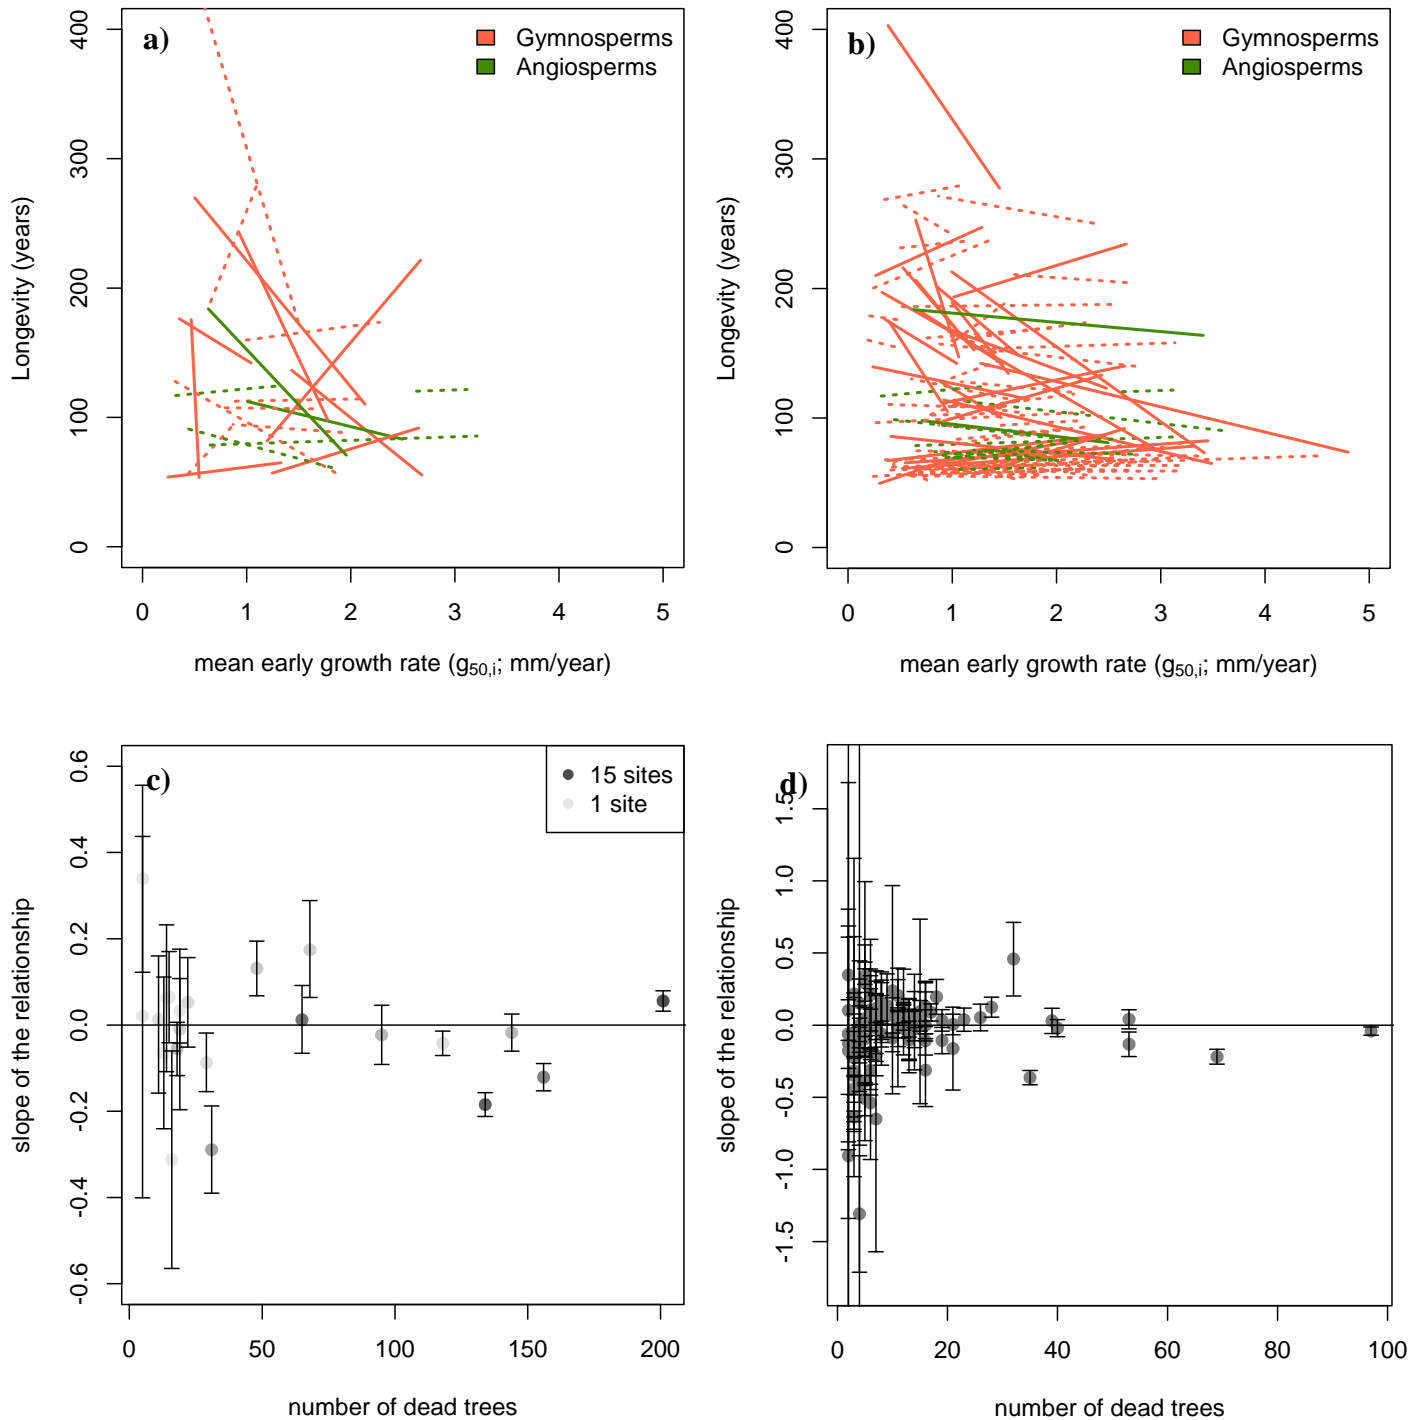 a)
Gymnosperms
Angiosperms
Longevity (years)
400
300
200
100
0
0 1 2 3 4 5
mean early growth rate (g50,i; mm/year)
b)
Gymnosperms
Angiosperms
Longevity (years)
400
300
200
100
0
0 1 2 3 4 5
mean early growth rate (g50,i; mm/year)
c)
15 sites
1 site
slope of the relationship
0.6
0.4
0.2
0.0
-0.2
-0.4
-0.6
0 50 100 150 200
number of dead trees
d)
slope of the relationship
1.5
1.0
0.5
0.0
-0.5
-1.0
-1.5
0 20 40 60 80 100
number of dead trees